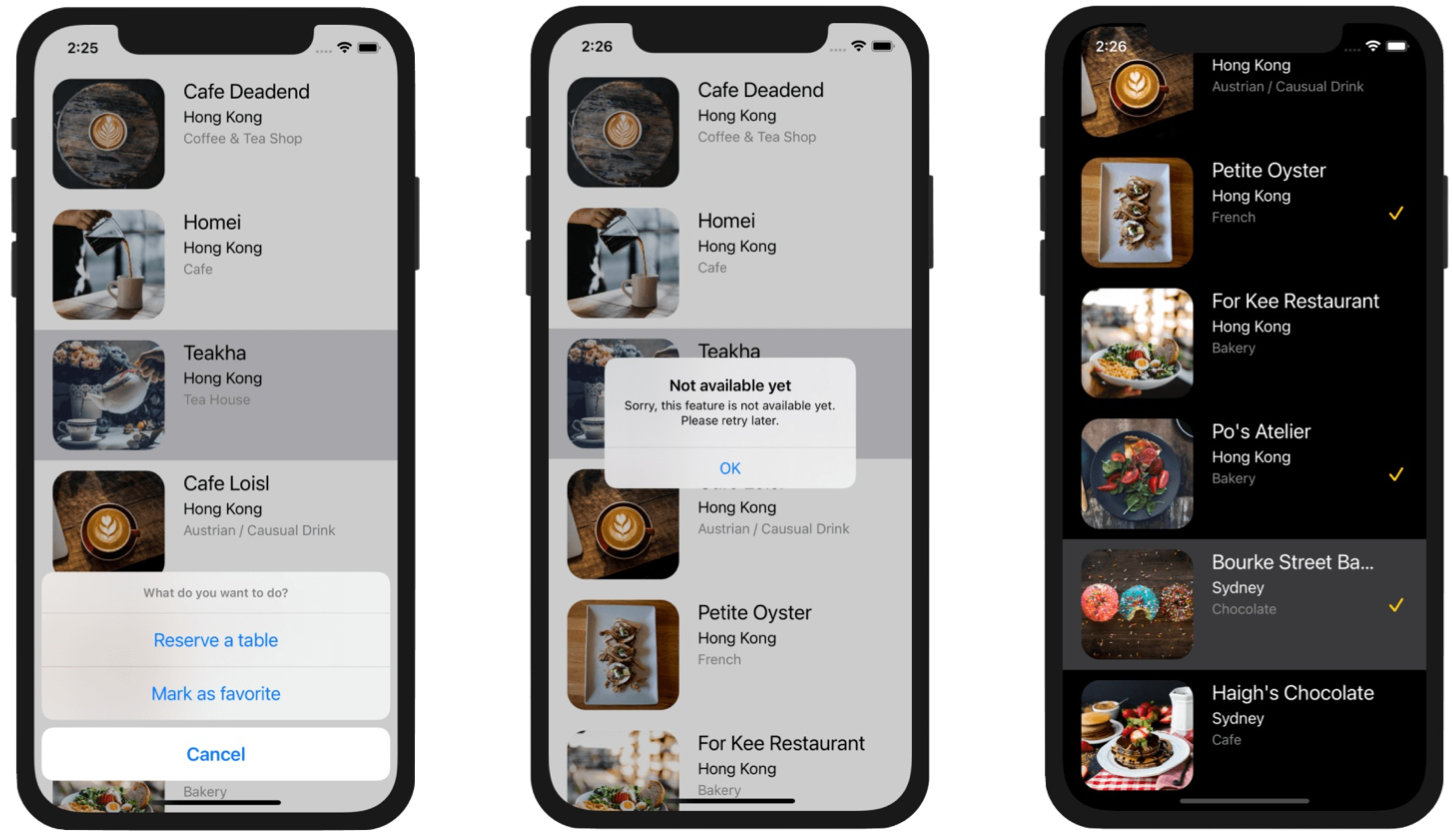 2:25
Cafe Deadend
Hong Kong
Coffee & Tea Shop
Homei
Hong Kong
Cafe
Teakha
Hong Kong
Tea House
Cafe Loisl
Hong Kong
Austrian / Causual Drink
What do you want to do?
Reserve a table
Mark as favorite
Cancel
Bakery
2:26
Cafe Deadend
Hong Kong
Coffee & Tea Shop
Homei
Hong Kong
Cafe
Teakha
Not available yet
Sorry, this feature is not available yet.
Please retry later.
OK
Hong Kong
Austrian / Causual Drink
Petite Oyster
Hong Kong
French
For Kee Restaurant
Hong Kong
Bakery
2:26
Hong Kong
Austrian / Causual Drink
Petite Oyster
Hong Kong
French
For Kee Restaurant
Hong Kong
Bakery
Po's Atelier
Hong Kong
Bakery
Bourke Street Ba...
Sydney
Chocolate
Haigh's Chocolate
Sydney
Cafe